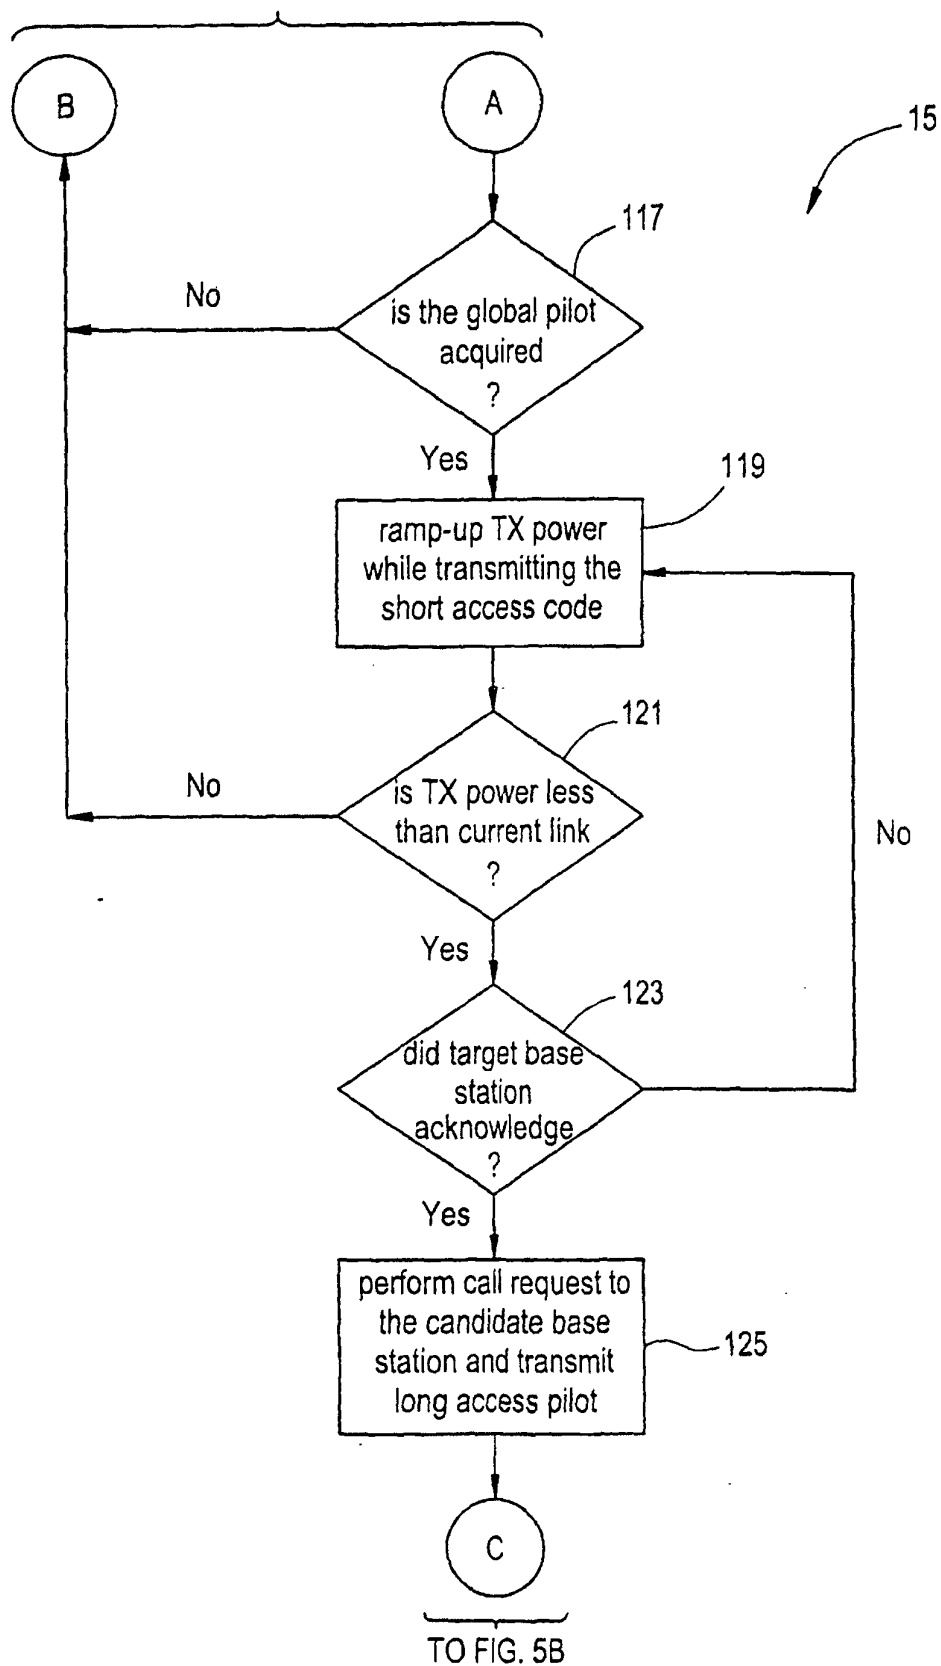 B
A
15
117
No
is the global pilot
acquired
?
Yes
119
ramp-up TX power
while transmitting the
short access code
121
No
is TX power less
than current link
?
No
Yes
123
did target base
station
acknowledge
?
Yes
perform call request to
the candidate base
station and transmit
long access pilot
125
C
TO FIG. 5B